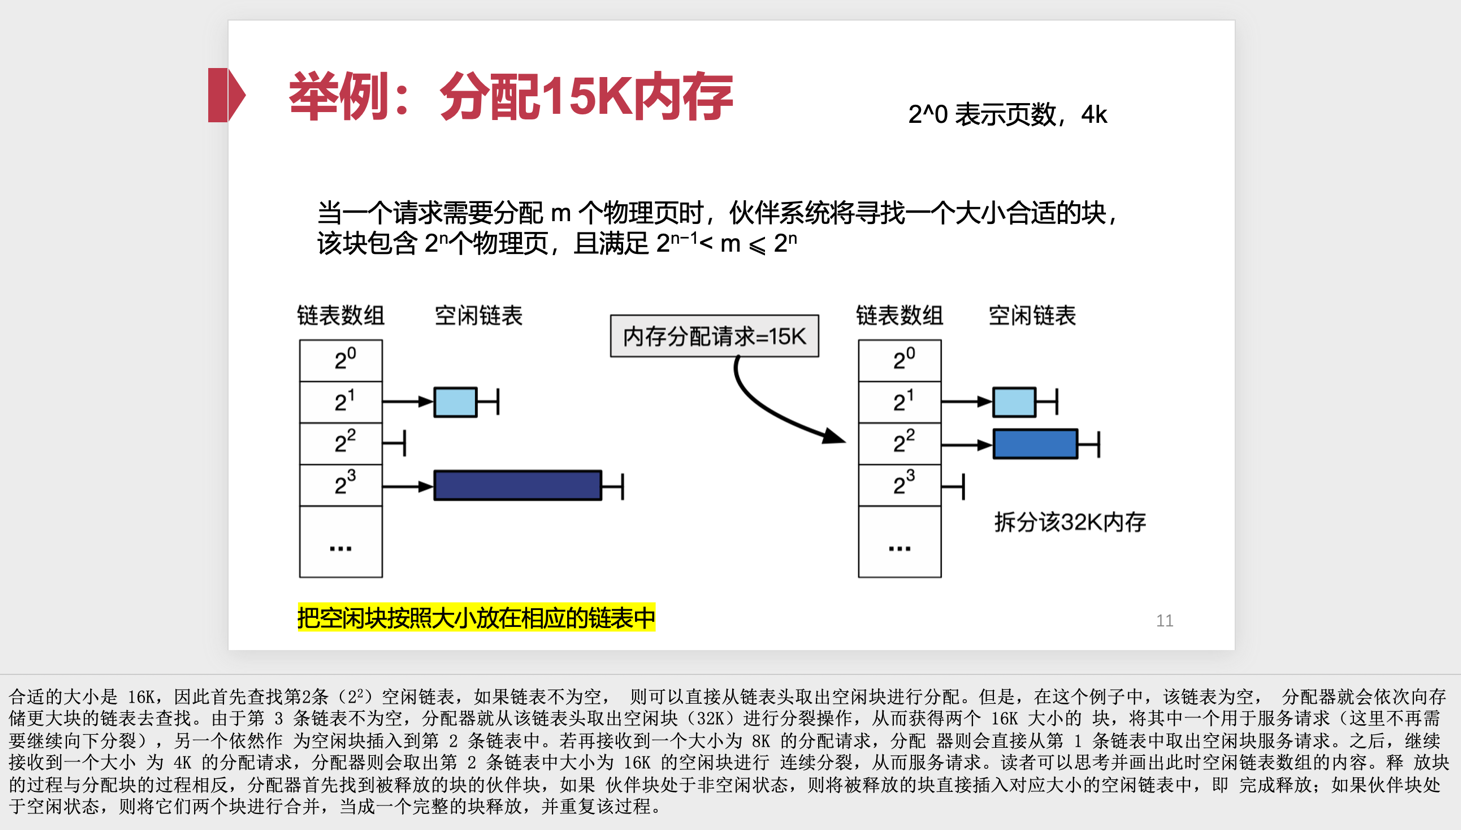 举例：分配15K内存
2^0 表示页数，4k
当一个请求需要分配 m 个物理页时，伙伴系统将寻找一个大小合适的块，
该块包含 2ⁿ个物理页，且满足 2ⁿ⁻¹< m ⩽ 2ⁿ
链表数组 空闲链表
2⁰
2¹
2²
2³
...
内存分配请求=15K
链表数组 空闲链表
2⁰
2¹
2²
2³
...
拆分该32K内存
把空闲块按照大小放在相应的链表中
11
合适的大小是 16K，因此首先查找第2条（2²）空闲链表，如果链表不为空， 则可以直接从链表头取出空闲块进行分配。但是，在这个例子中，该链表为空， 分配器就会依次向存
储更大块的链表去查找。由于第 3 条链表不为空，分配器就从该链表头取出空闲块（32K）进行分裂操作，从而获得两个 16K 大小的 块，将其中一个用于服务请求（这里不再需
要继续向下分裂），另一个依然作 为空闲块插入到第 2 条链表中。若再接收到一个大小为 8K 的分配请求，分配 器则会直接从第 1 条链表中取出空闲块服务请求。之后，继续
接收到一个大小 为 4K 的分配请求，分配器则会取出第 2 条链表中大小为 16K 的空闲块进行 连续分裂，从而服务请求。读者可以思考并画出此时空闲链表数组的内容。释 放块
的过程与分配块的过程相反，分配器首先找到被释放的块的伙伴块，如果 伙伴块处于非空闲状态，则将被释放的块直接插入对应大小的空闲链表中，即 完成释放；如果伙伴块处
于空闲状态，则将它们两个块进行合并，当成一个完整的块释放，并重复该过程。